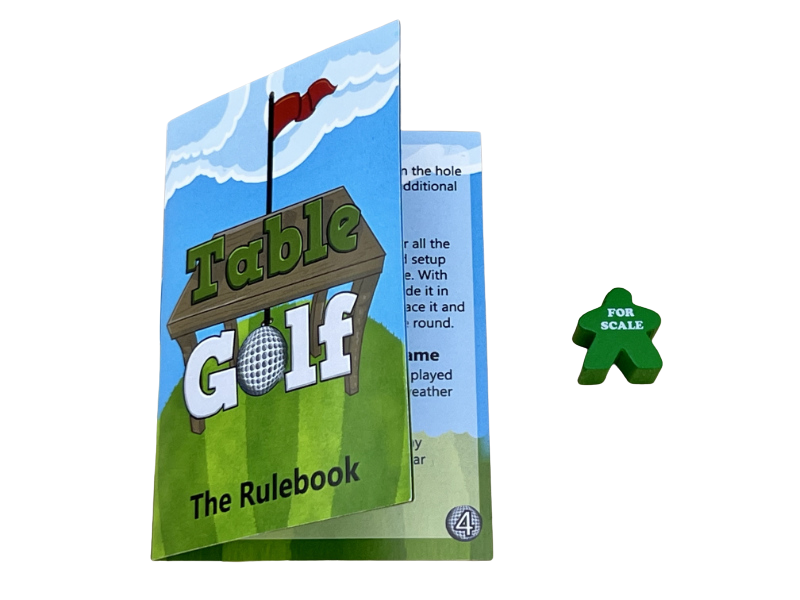 Table
Golf
The Rulebook
n the hole
dditional
r all the
setup
e. With
de it in
ace it and
round.
ame
played
weather
ar
4
FOR
SCALE